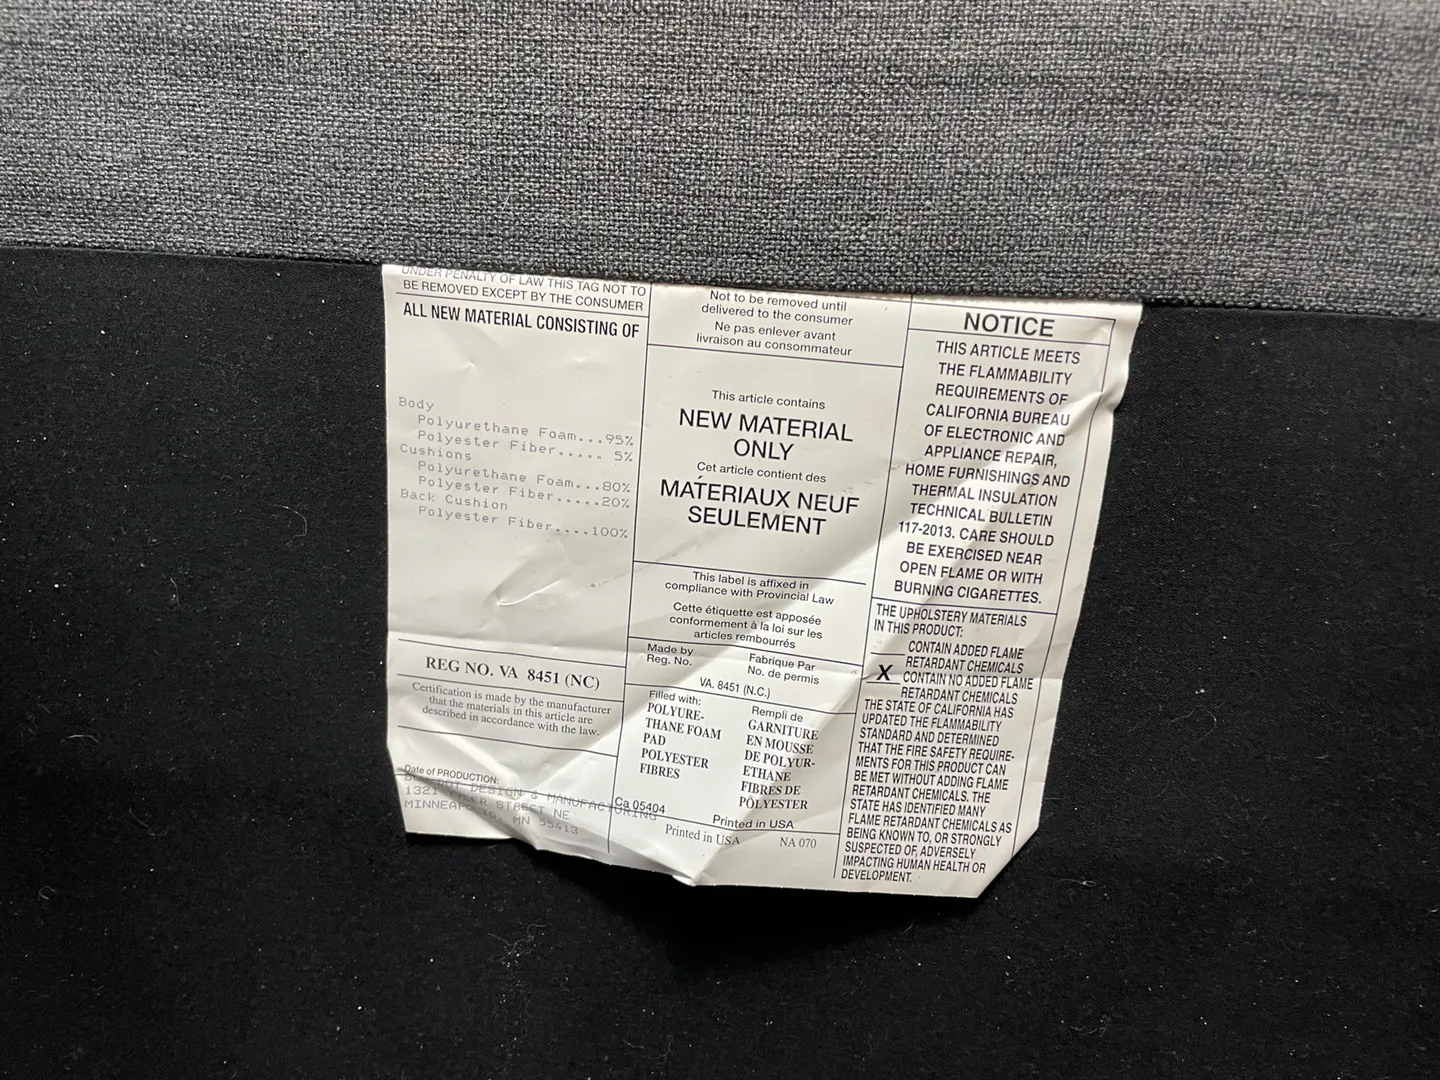 UNDER PENALTY OF LAW THIS TAG NOT TO
BE REMOVED EXCEPT BY THE CONSUMER
ALL NEW MATERIAL CONSISTING OF
Body
Polyurethane Foam...95%
Polyester Fiber..... 5%
Cushions
Polyurethane Foam...80%
Polyester Fiber.....20%
Back Cushion
Polyester Fiber....100%
REG NO. VA 8451 (NC)
Certification is made by the manufacturer
that the materials in this article are
described in accordance with the law.
Date of PRODUCTION:
DESIGN & MANUFACTURING
1321 STREET NE
MINNEAPOLIS, MN 55413
Not to be removed until
delivered to the consumer
Ne pas enlever avant
livraison au consommateur
This article contains
NEW MATERIAL
ONLY
Cet article contient des
MATÉRIAUX NEUF
SEULEMENT
This label is affixed in
compliance with Provincial Law
Cette étiquette est apposée
conformement à la loi sur les
articles rembourrés
Made by
Reg. No.
Fabrique Par
No. de permis
VA. 8451 (N.C.)
Filled with:
POLYURE-
THANE FOAM
PAD
POLYESTER
FIBRES
Rempli de
GARNITURE
EN MOUSSE
DE POLYUR-
ETHANE
FIBRES DE
POLYESTER
Ca 05404
Printed in USA
Printed in USA NA 070
NOTICE
THIS ARTICLE MEETS
THE FLAMMABILITY
REQUIREMENTS OF
CALIFORNIA BUREAU
OF ELECTRONIC AND
APPLIANCE REPAIR,
HOME FURNISHINGS AND
THERMAL INSULATION
TECHNICAL BULLETIN
117-2013. CARE SHOULD
BE EXERCISED NEAR
OPEN FLAME OR WITH
BURNING CIGARETTES.
THE UPHOLSTERY MATERIALS
IN THIS PRODUCT:
CONTAIN ADDED FLAME
RETARDANT CHEMICALS
X CONTAIN NO ADDED FLAME
RETARDANT CHEMICALS
THE STATE OF CALIFORNIA HAS
UPDATED THE FLAMMABILITY
STANDARD AND DETERMINED
THAT THE FIRE SAFETY REQUIRE-
MENTS FOR THIS PRODUCT CAN
BE MET WITHOUT ADDING FLAME
RETARDANT CHEMICALS. THE
STATE HAS IDENTIFIED MANY
FLAME RETARDANT CHEMICALS AS
BEING KNOWN TO, OR STRONGLY
SUSPECTED OF, ADVERSELY
IMPACTING HUMAN HEALTH OR
DEVELOPMENT.